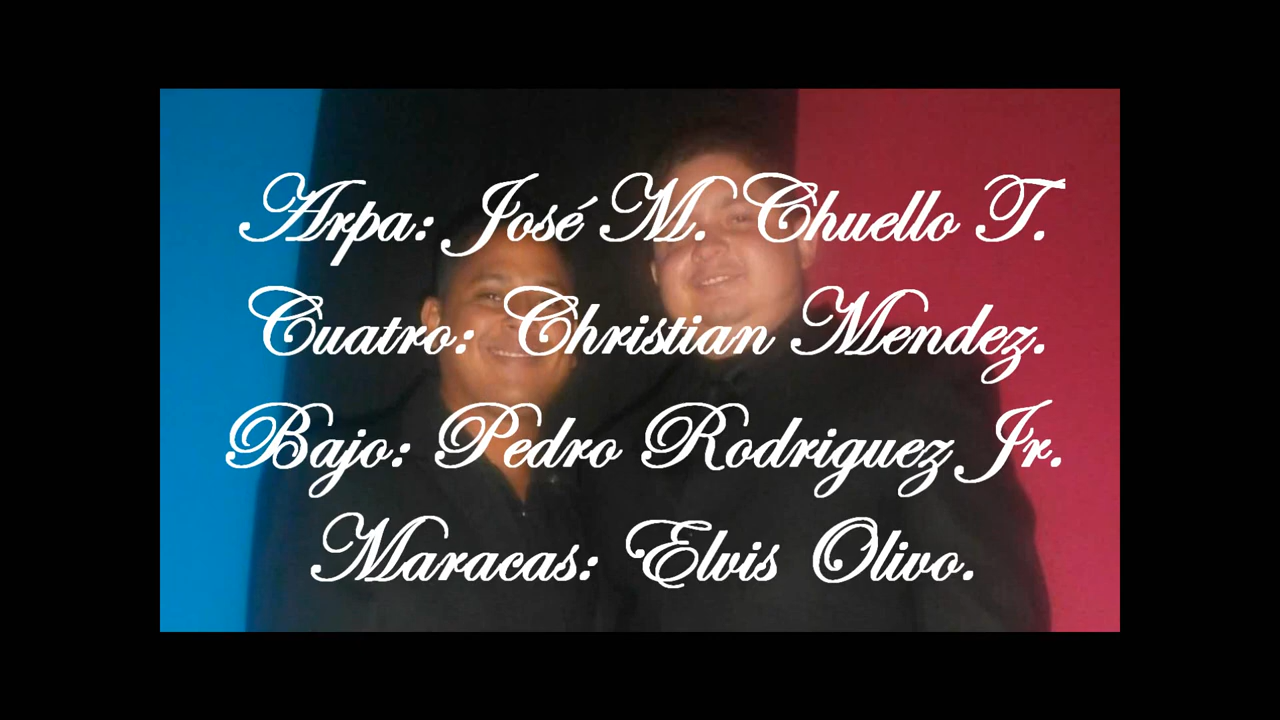 Arpa: José M. Chuello T.
Cuatro: Christian Mendez.
Bajo: Pedro Rodriguez Jr.
Maracas: Elvis Olivo.